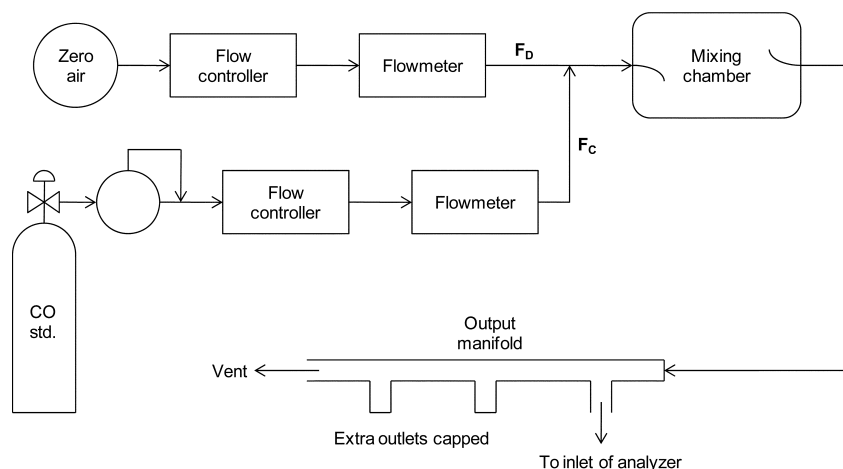 Zero
air
Flow
controller
Flowmeter
F_D
Mixing
chamber
F_C
Flow
controller
Flowmeter
CO
std.
Output
manifold
Vent
Extra outlets capped
To inlet of analyzer